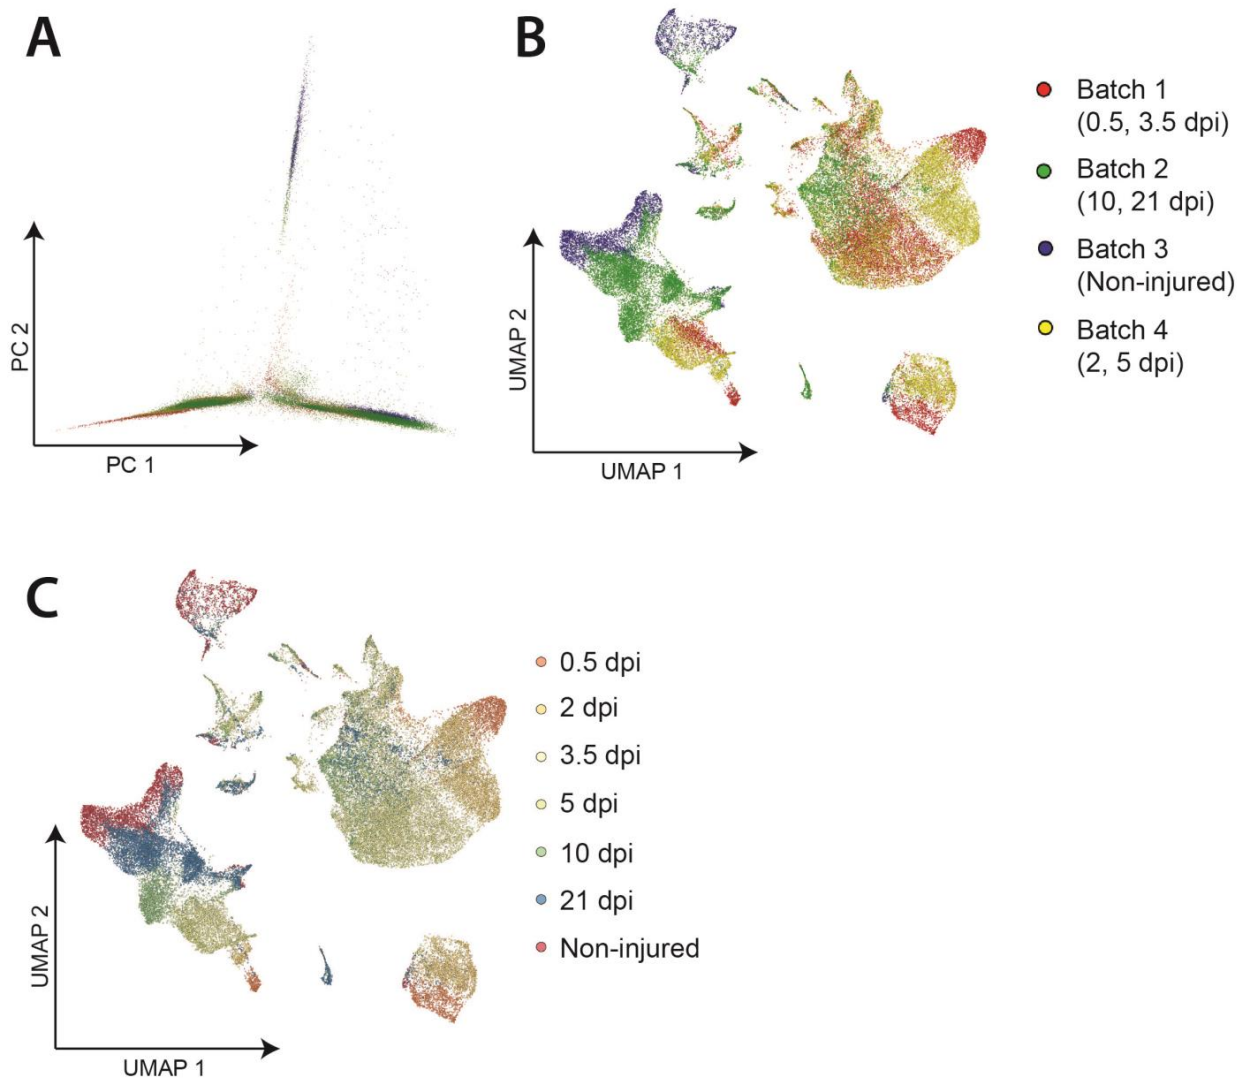 A
PC 2
PC 1
B
UMAP 2
UMAP 1
Batch 1
(0.5, 3.5 dpi)
Batch 2
(10, 21 dpi)
Batch 3
(Non-injured)
Batch 4
(2, 5 dpi)
C
UMAP 2
UMAP 1
0.5 dpi
2 dpi
3.5 dpi
5 dpi
10 dpi
21 dpi
Non-injured